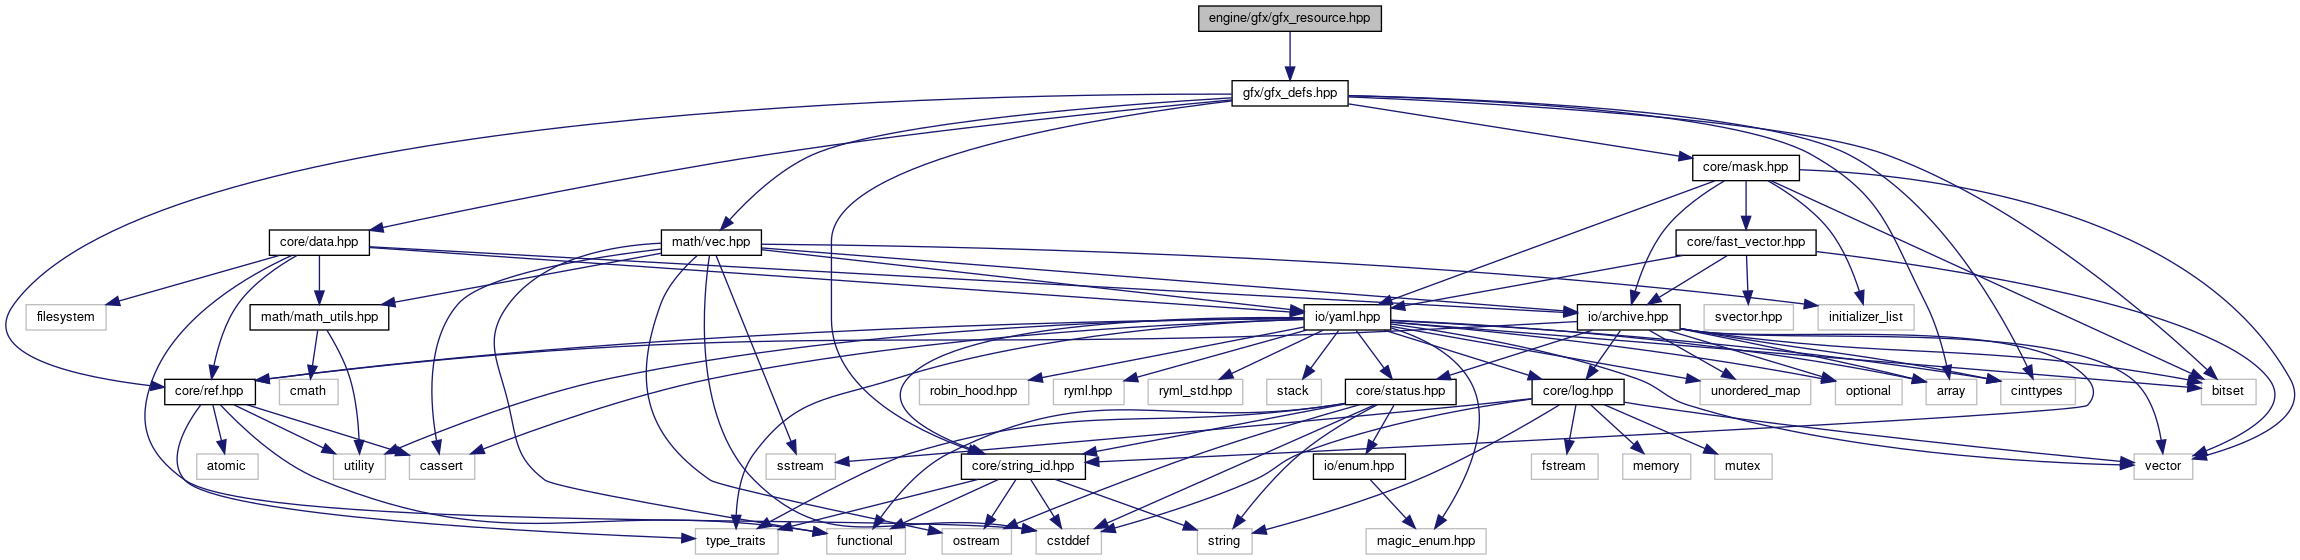 engine/gfx/gfx_resource.hpp
gfx/gfx_defs.hpp
core/mask.hpp
core/data.hpp
math/vec.hpp
core/fast_vector.hpp
filesystem
math/math_utils.hpp
io/yaml.hpp
io/archive.hpp
svector.hpp
initializer_list
core/ref.hpp
cmath
robin_hood.hpp
ryml.hpp
ryml_std.hpp
stack
core/status.hpp
core/log.hpp
unordered_map
optional
array
cinttypes
bitset
atomic
utility
cassert
sstream
core/string_id.hpp
io/enum.hpp
fstream
memory
mutex
vector
type_traits
functional
ostream
cstddef
string
magic_enum.hpp